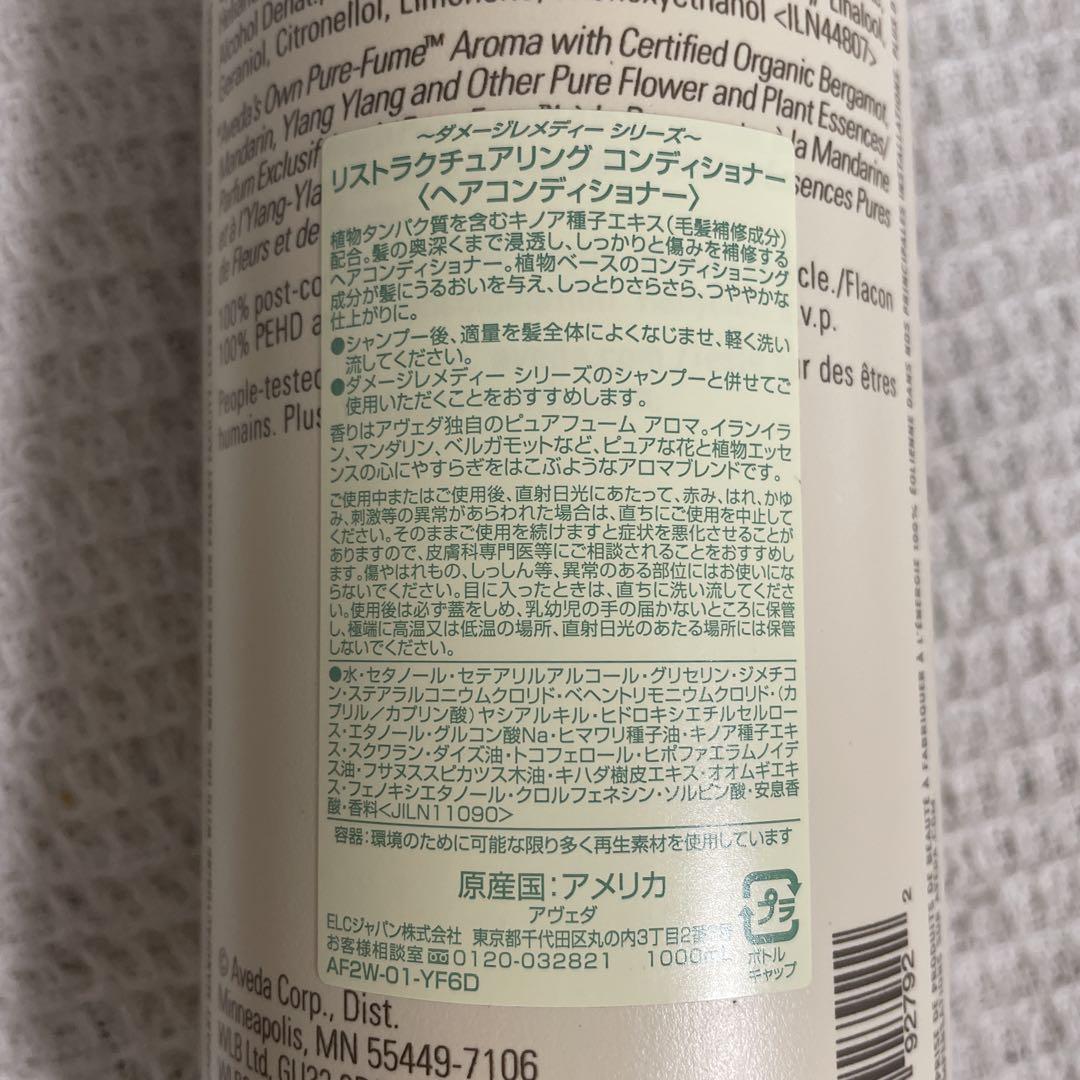 Alcohol Denat.
Geraniol, Citronellol, Linalool,
<ILN44807>
*Aveda's Own Pure-Fume™ Aroma with Certified Organic Bergamot,
Mandarin, Ylang Ylang and Other Pure Flower and Plant Essences/
Parfum Exclusif
la Mandarine
et à l'Ylang-Yla
ssences Pures
de Fleurs et de
100% post-co
cle./Flacon
100% PEHD a
v.p.
People-tested
ur des êtres
humains. Plus
～ダメージレメディー シリーズ～
リストラクチュアリング コンディショナー
〈ヘアコンディショナー〉
植物タンパク質を含むキノア種子エキス(毛髪補修成分)
配合。髪の奥深くまで浸透し、しっかりと傷みを補修する
ヘアコンディショナー。植物ベースのコンディショニング
成分が髪にうるおいを与え、しっとりさらさら、つややかな
仕上がりに。
●シャンプー後、適量を髪全体によくなじませ、軽く洗い
流してください。
●ダメージレメディー シリーズのシャンプーと併せてご
使用いただくことをおすすめします。
香りはアヴェダ独自のピュアフューム アロマ。イランイラ
ン、マンダリン、ベルガモットなど、ピュアな花と植物エッセ
ンスの心にやすらぎをはこぶようなアロマブレンドです。
ご使用中またはご使用後、直射日光にあたって、赤み、はれ、かゆ
み、刺激等の異常があらわれた場合は、直ちにご使用を中止して
ください。そのままご使用を続けますと症状を悪化させることが
ありますので、皮膚科専門医等にご相談されることをおすすめし
ます。傷やはれもの、しっしん等、異常のある部位にはお使いにな
らないでください。目に入ったときは、直ちに洗い流してくださ
い。使用後は必ず蓋をしめ、乳幼児の手の届かないところに保管
し、極端に高温又は低温の場所、直射日光のあたる場所には保管
しないでください。
●水・セタノール・セテアリルアルコール・グリセリン・ジメチコ
ン・ステアラルコニウムクロリド・ベヘントリモニウムクロリド・(カ
プリル/カプリン酸)ヤシアルキル・ヒドロキシエチルセルロー
ス・エタノール・グルコン酸Na・ヒマワリ種子油・キノア種子エキ
ス・スクワラン・ダイズ油・トコフェロール・ヒポファエラムノイデ
ス油・フサヌススピカツス木油・キハダ樹皮エキス・オオムギエキ
ス・フェノキシエタノール・クロルフェネシン・ソルビン酸・安息香
酸・香料<JILN11090>
容器:環境のために可能な限り多く再生素材を使用しています
原産国:アメリカ
アヴェダ
ELCジャパン株式会社 東京都千代田区丸の内3丁目2番
お客様相談室 0120-032821 1000mL
AF2W-01-YF6D
プラ
ボトル
キャップ
© Aveda Corp., Dist.
Minneapolis, MN 55449-7106
WLB Ltd,
92792 2